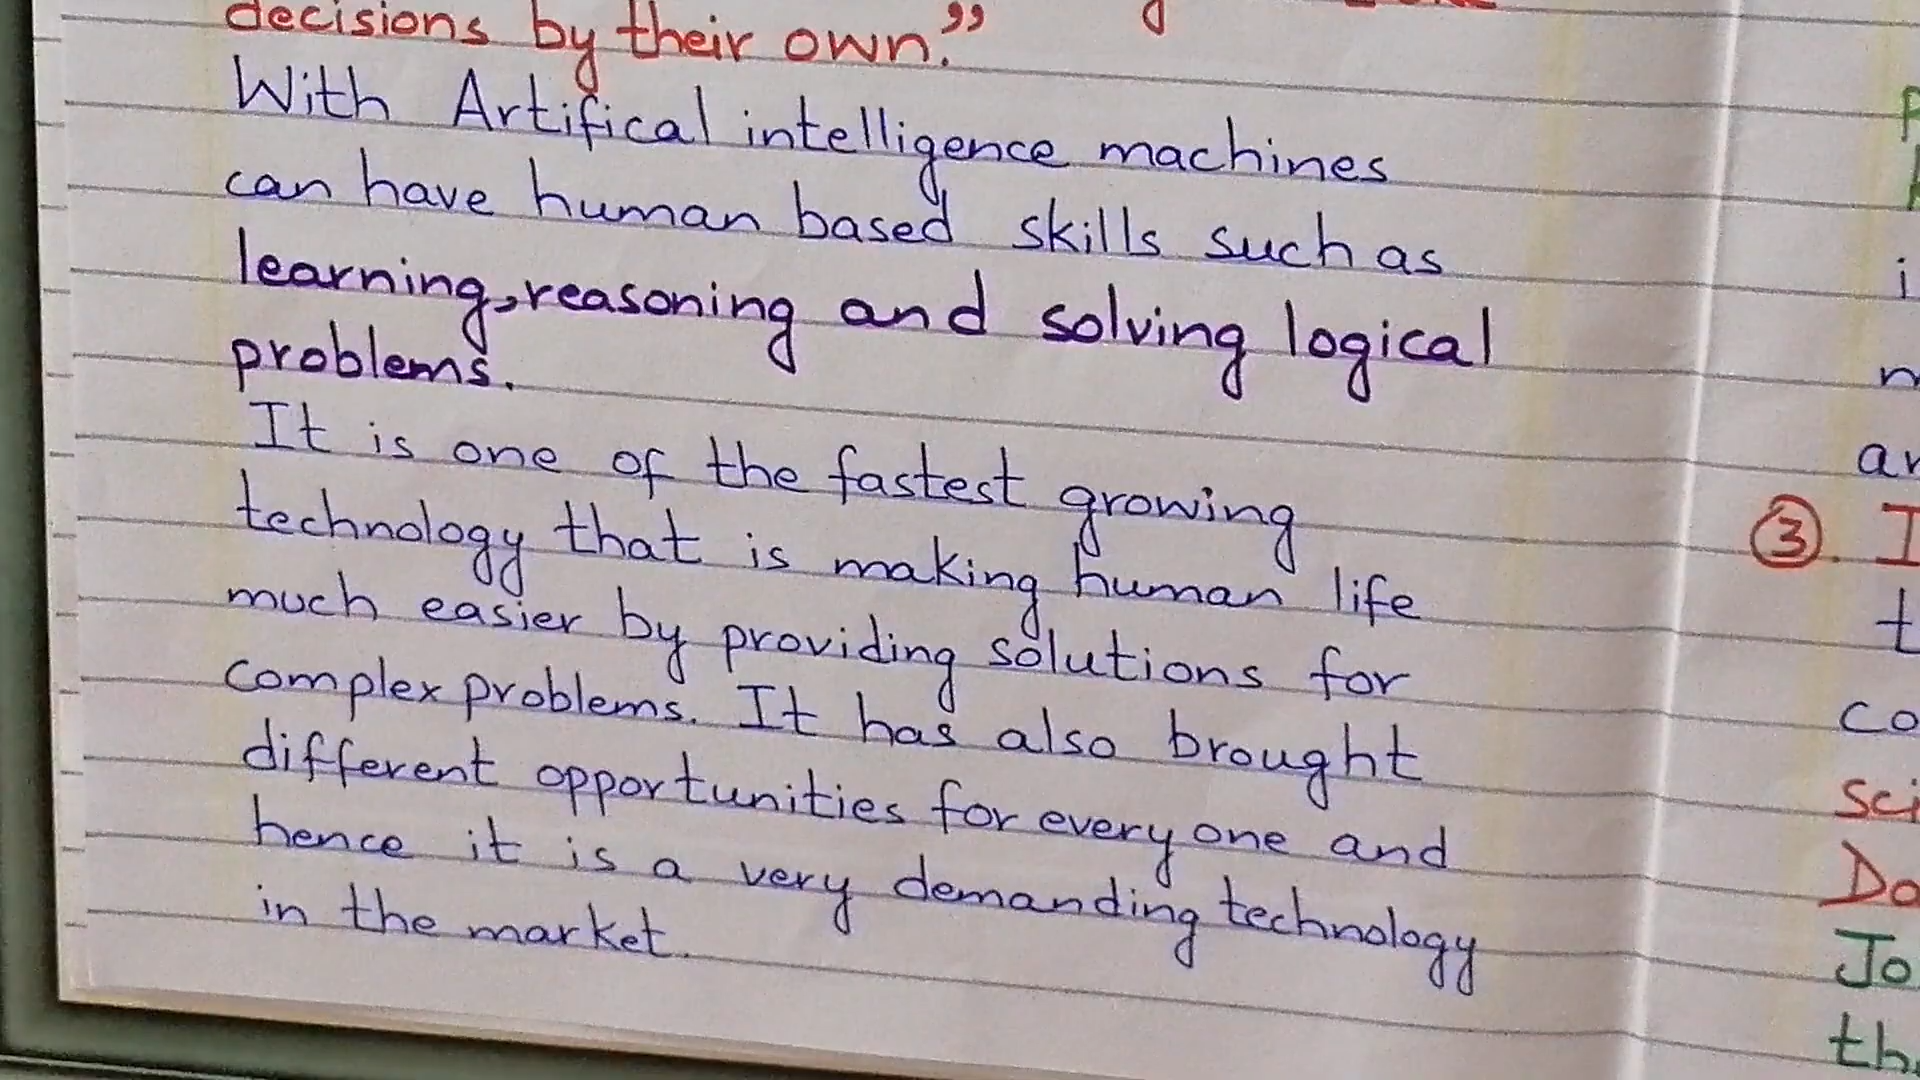 decisions by their own."
With Artifical intelligence machines
can have human based skills such as
learning, reasoning and solving logical
problems.
It is one of the fastest growing
technology that is making human life
much easier by providing solutions for
complex problems. It has also brought
different opportunities for everyone and
hence it is a very demanding technology
in the market.
3. I